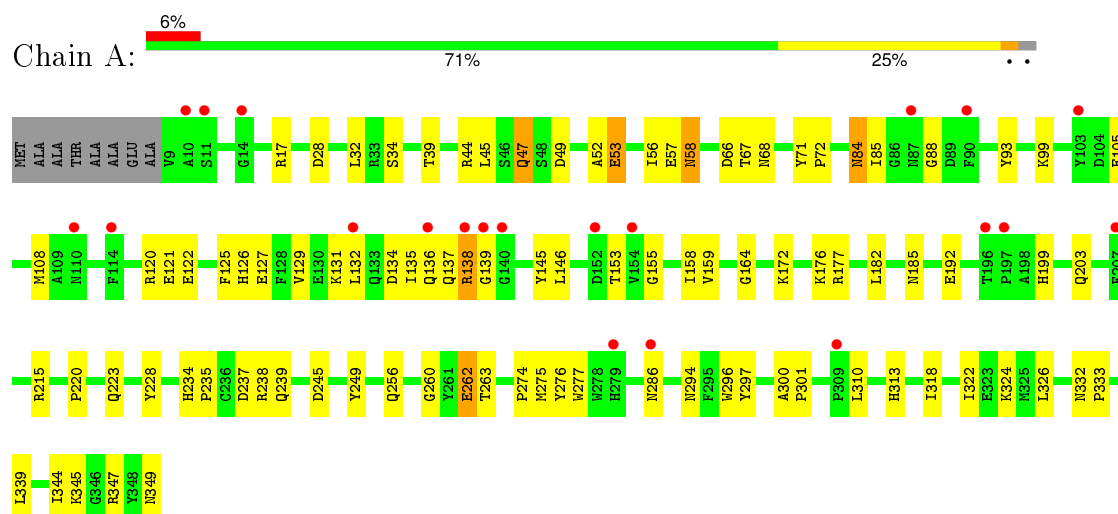 6%
Chain A:
71% 25% • •
MET ALA ALA THR ALA ALA GLU ALA V9 A10 S11 G14 R17 D28 L32 R33 S34 T39 R44 L45 S46 Q47 S48 D49 A52 E53 I56 E57 N58 D66 T67 N68 Y71 P72 N84 I85 G86 N87 G88 D89 F90 Y93 K99 Y103 D104
M108 A109 N110 F114 R120 E121 E122 F125 H126 E127 F128 V129 E130 K131 L132 Q133 D134 I135 Q136 Q137 R138 G139 G140 Y145 L146 D152 T153 V154 G155 I158 V159 G164 K172 K176 R177 L182 N185 E192 T196 P197 A198 H199 Q203
R215 P220 Q223 Y228 H234 P235 C236 D237 R238 Q239 D245 Y249 Q256 G260 Y261 E262 T263 P274 M275 Y276 W277 W278 H279 N286 N294 F295 W296 Y297 A300 P301 P309 L310 H313 I318 I322 E323 K324 M325 L326 N332 P333
L339 I344 K345 G346 R347 Y348 N349